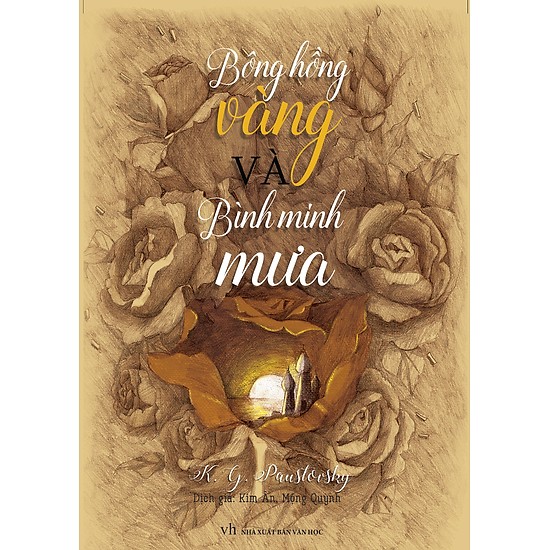 Bông hồng
vàng
VÀ
Bình minh
mưa
K. G. Paustovsky
Dịch giả: Kim Ân, Mộng Quỳnh
vh NHÀ XUẤT BẢN VĂN HỌC